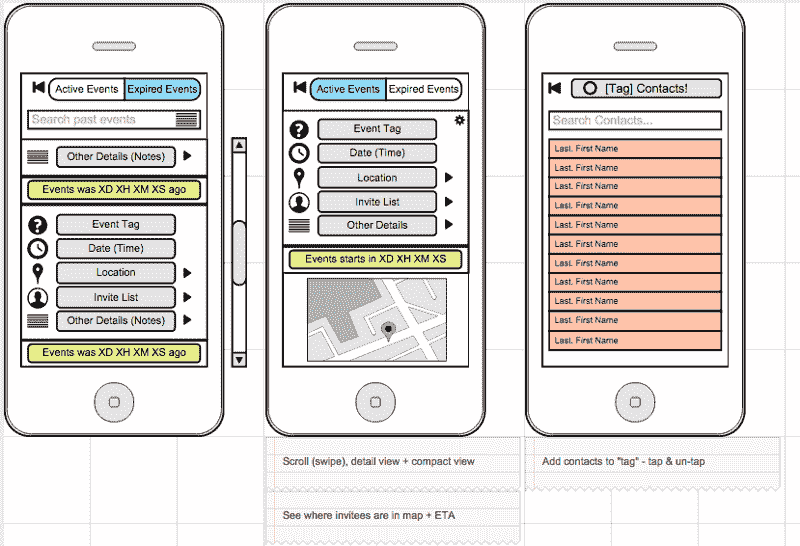 Active Events
Expired Events
Search past events
Other Details (Notes)
Events was XD XH XM XS ago
?
Event Tag
Date (Time)
Location
Invite List
Other Details (Notes)
Events was XD XH XM XS ago
Active Events
Expired Events
?
Event Tag
Date (Time)
Location
Invite List
Other Details
Events starts in XD XH XM XS
Scroll (swipe), detail view + compact view
See where invitees are in map + ETA
[Tag] Contacts!
Search Contacts...
Last. First Name
Last. First Name
Last. First Name
Last. First Name
Last. First Name
Last. First Name
Last. First Name
Last. First Name
Last. First Name
Last. First Name
Last. First Name
Add contacts to "tag" - tap & un-tap